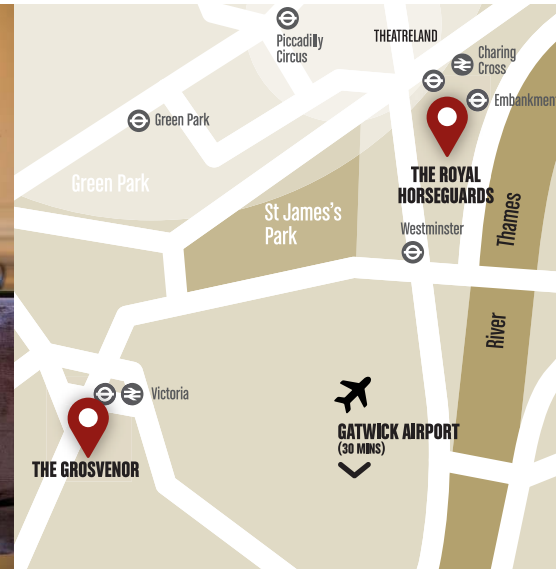 Piccadilly
Circus
THEATRELAND
Charing
Cross
Embankment
Green Park
Green Park
THE ROYAL
HORSEGUARDS
St James's
Park
Westminster
Thames
River
Victoria
GATWICK AIRPORT
(30 MINS)
THE GROSVENOR